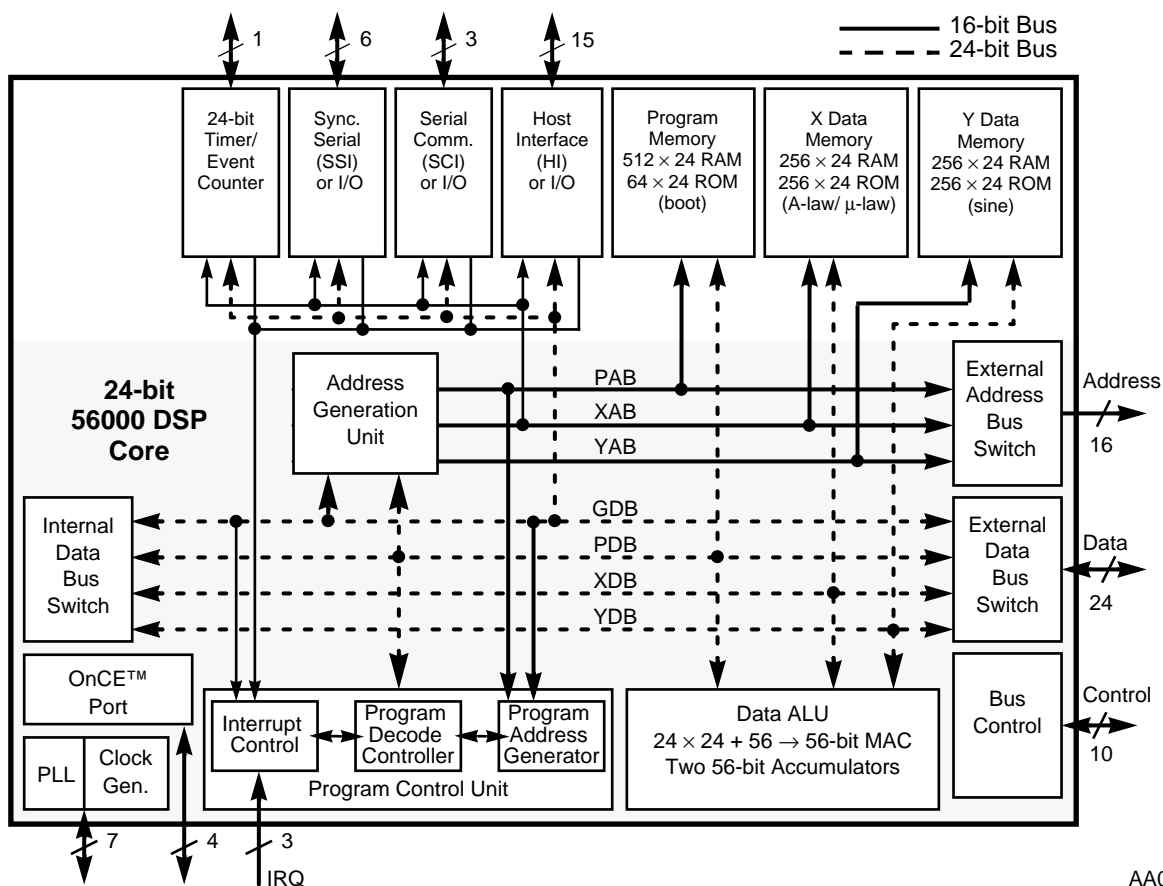 1
6
3
15
16-bit Bus
24-bit Bus
24-bit
Timer/
Event
Counter
Sync.
Serial
(SSI)
or I/O
Serial
Comm.
(SCI)
or I/O
Host
Interface
(HI)
or I/O
Program
Memory
512 × 24 RAM
64 × 24 ROM
(boot)
X Data
Memory
256 × 24 RAM
256 × 24 ROM
(A-law/ μ-law)
Y Data
Memory
256 × 24 RAM
256 × 24 ROM
(sine)
24-bit
56000 DSP
Core
Address
Generation
Unit
PAB
XAB
YAB
External
Address
Bus
Switch
Address
16
Internal
Data
Bus
Switch
GDB
PDB
XDB
YDB
External
Data
Bus
Switch
Data
24
OnCE™
Port
PLL
Clock
Gen.
Interrupt
Control
Program
Decode
Controller
Program
Address
Generator
Program Control Unit
Data ALU
24 × 24 + 56 → 56-bit MAC
Two 56-bit Accumulators
Bus
Control
Control
10
7
4
3
IRQ